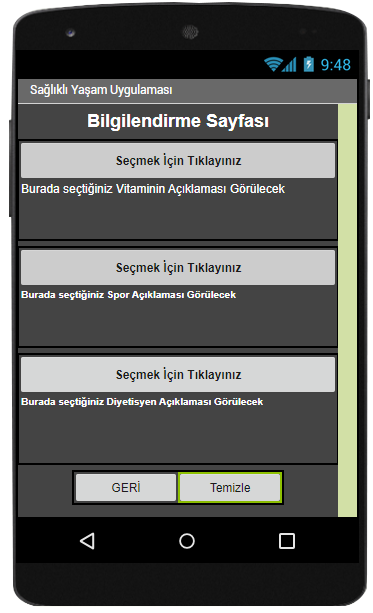 9:48
Sağlıklı Yaşam Uygulaması
Bilgilendirme Sayfası
Seçmek İçin Tıklayınız
Burada seçtiğiniz Vitaminin Açıklaması Görülecek
Seçmek İçin Tıklayınız
Burada seçtiğiniz Spor Açıklaması Görülecek
Seçmek İçin Tıklayınız
Burada seçtiğiniz Diyetisyen Açıklaması Görülecek
GERİ Temizle